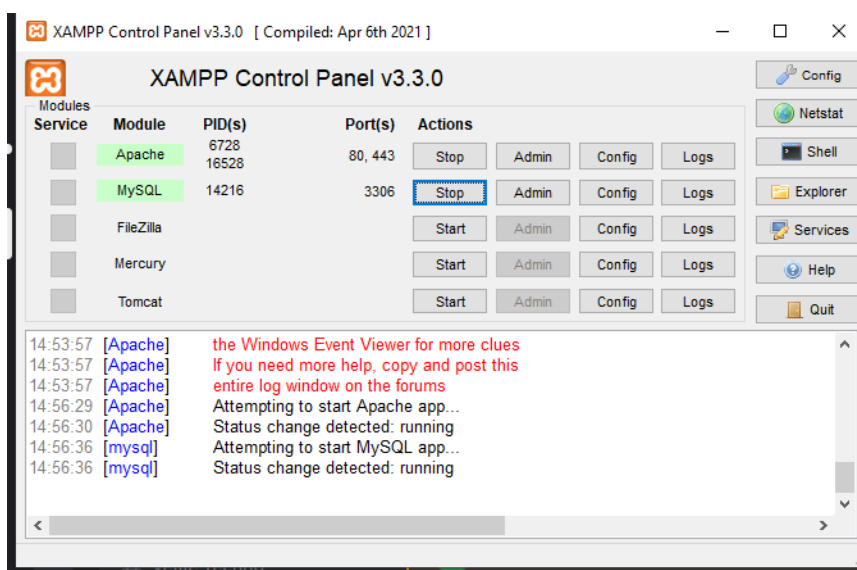 XAMPP Control Panel v3.3.0 [ Compiled: Apr 6th 2021 ]
XAMPP Control Panel v3.3.0
Config
Modules
Service Module PID(s) Port(s) Actions
Netstat
Apache 6728 16528 80, 443 Stop Admin Config Logs
Shell
MySQL 14216 3306 Stop Admin Config Logs
Explorer
FileZilla Start Admin Config Logs
Services
Mercury Start Admin Config Logs
Help
Tomcat Start Admin Config Logs
Quit
14:53:57 [Apache] the Windows Event Viewer for more clues
14:53:57 [Apache] If you need more help, copy and post this
14:53:57 [Apache] entire log window on the forums
14:56:29 [Apache] Attempting to start Apache app...
14:56:30 [Apache] Status change detected: running
14:56:36 [mysql] Attempting to start MySQL app...
14:56:36 [mysql] Status change detected: running